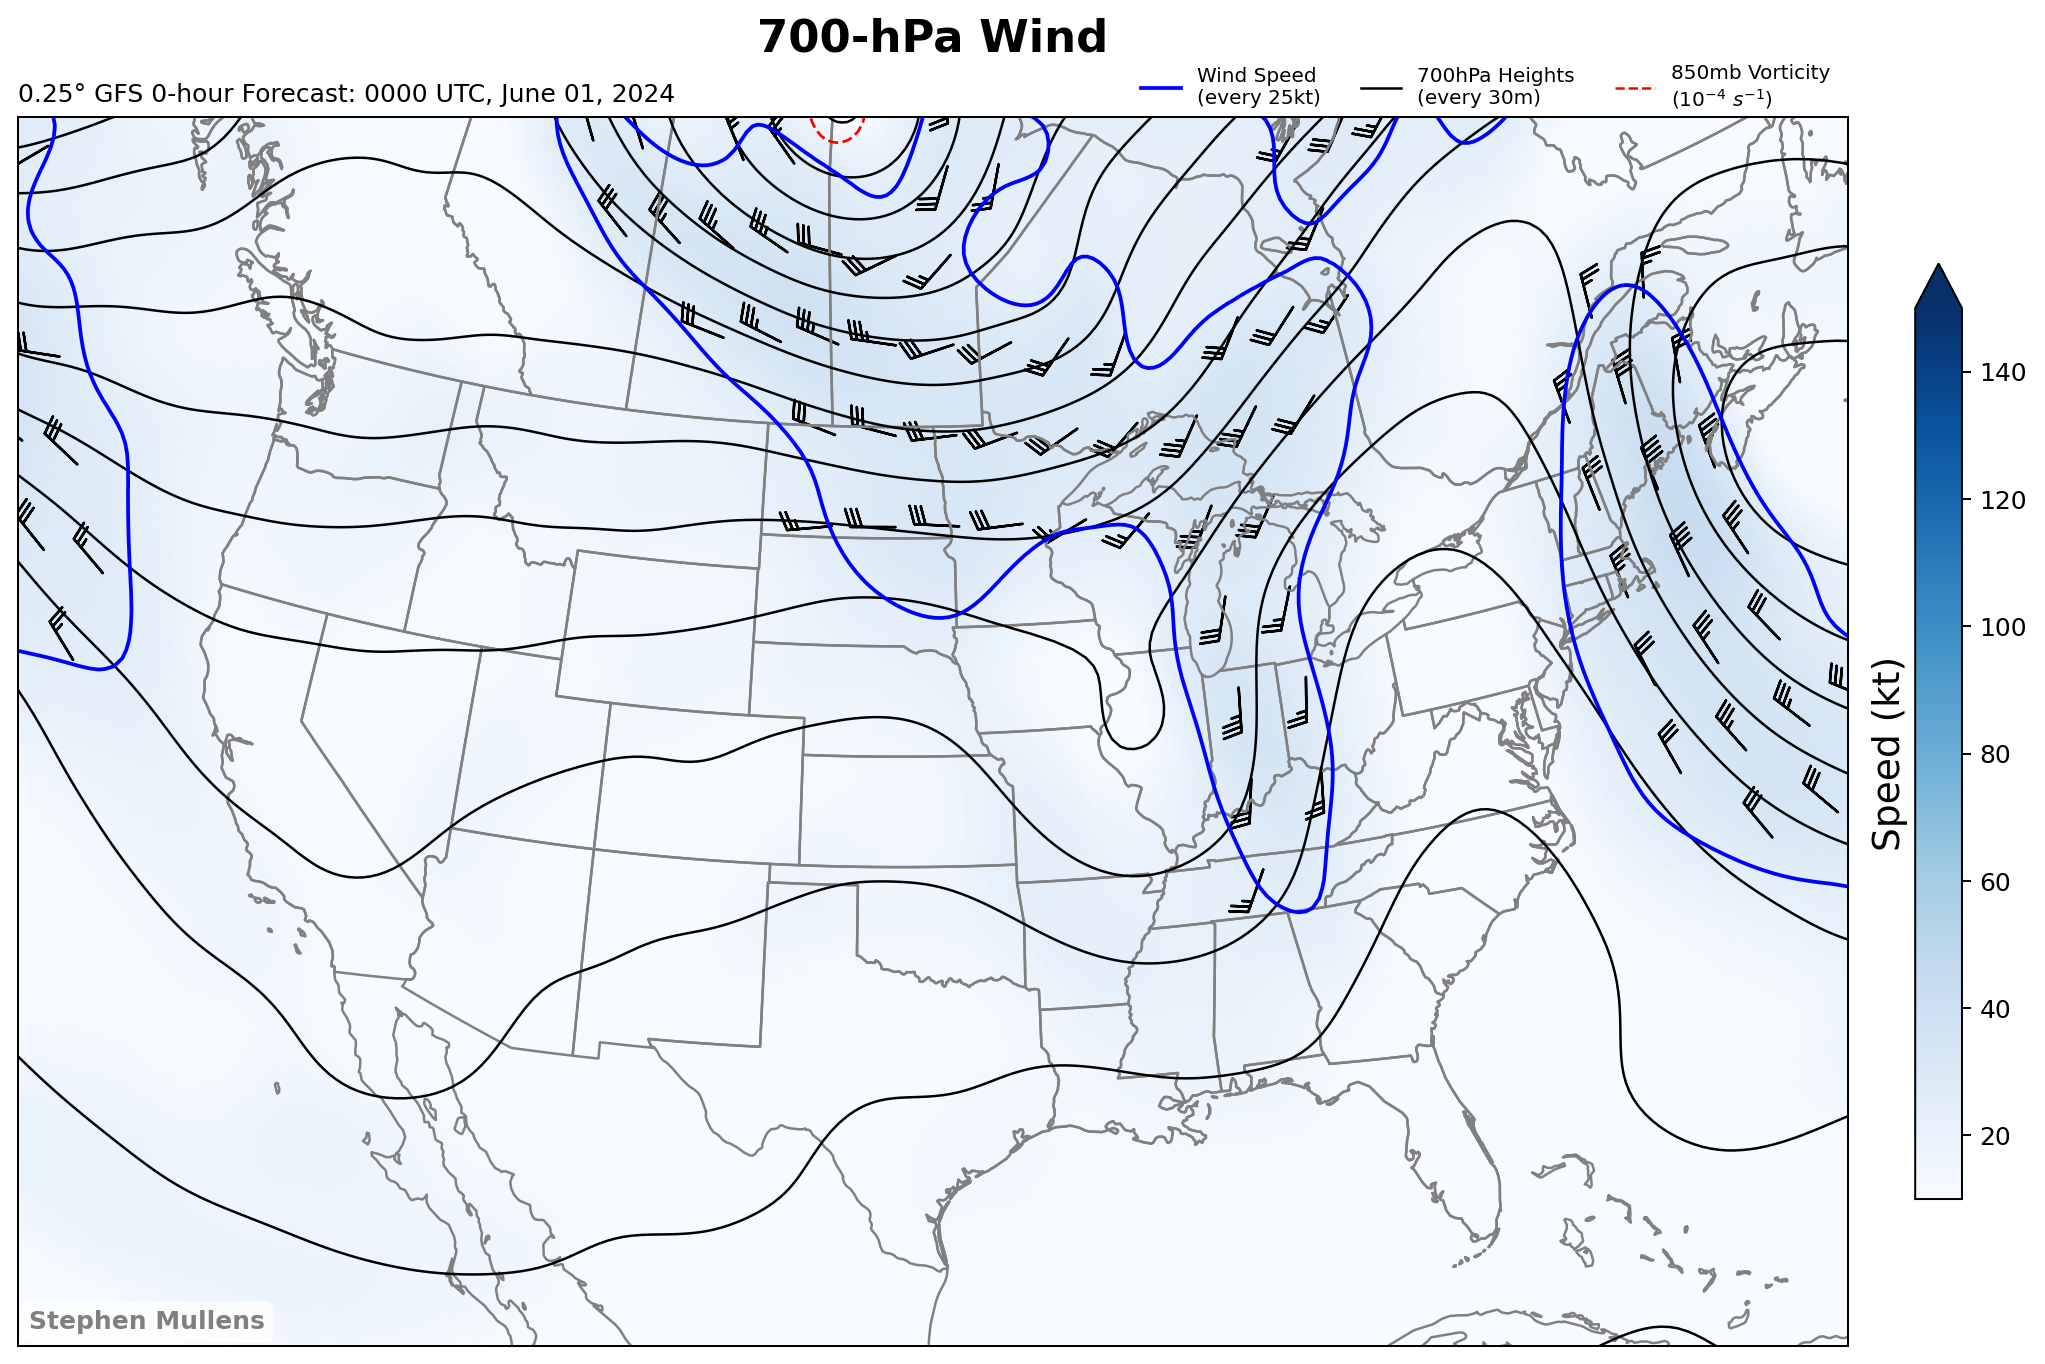 700-hPa Wind
0.25° GFS 0-hour Forecast: 0000 UTC, June 01, 2024
Wind Speed
(every 25kt)
700hPa Heights
(every 30m)
850mb Vorticity
(10⁻⁴ s⁻¹)
140
120
100
80
60
40
20
Speed (kt)
Stephen Mullens